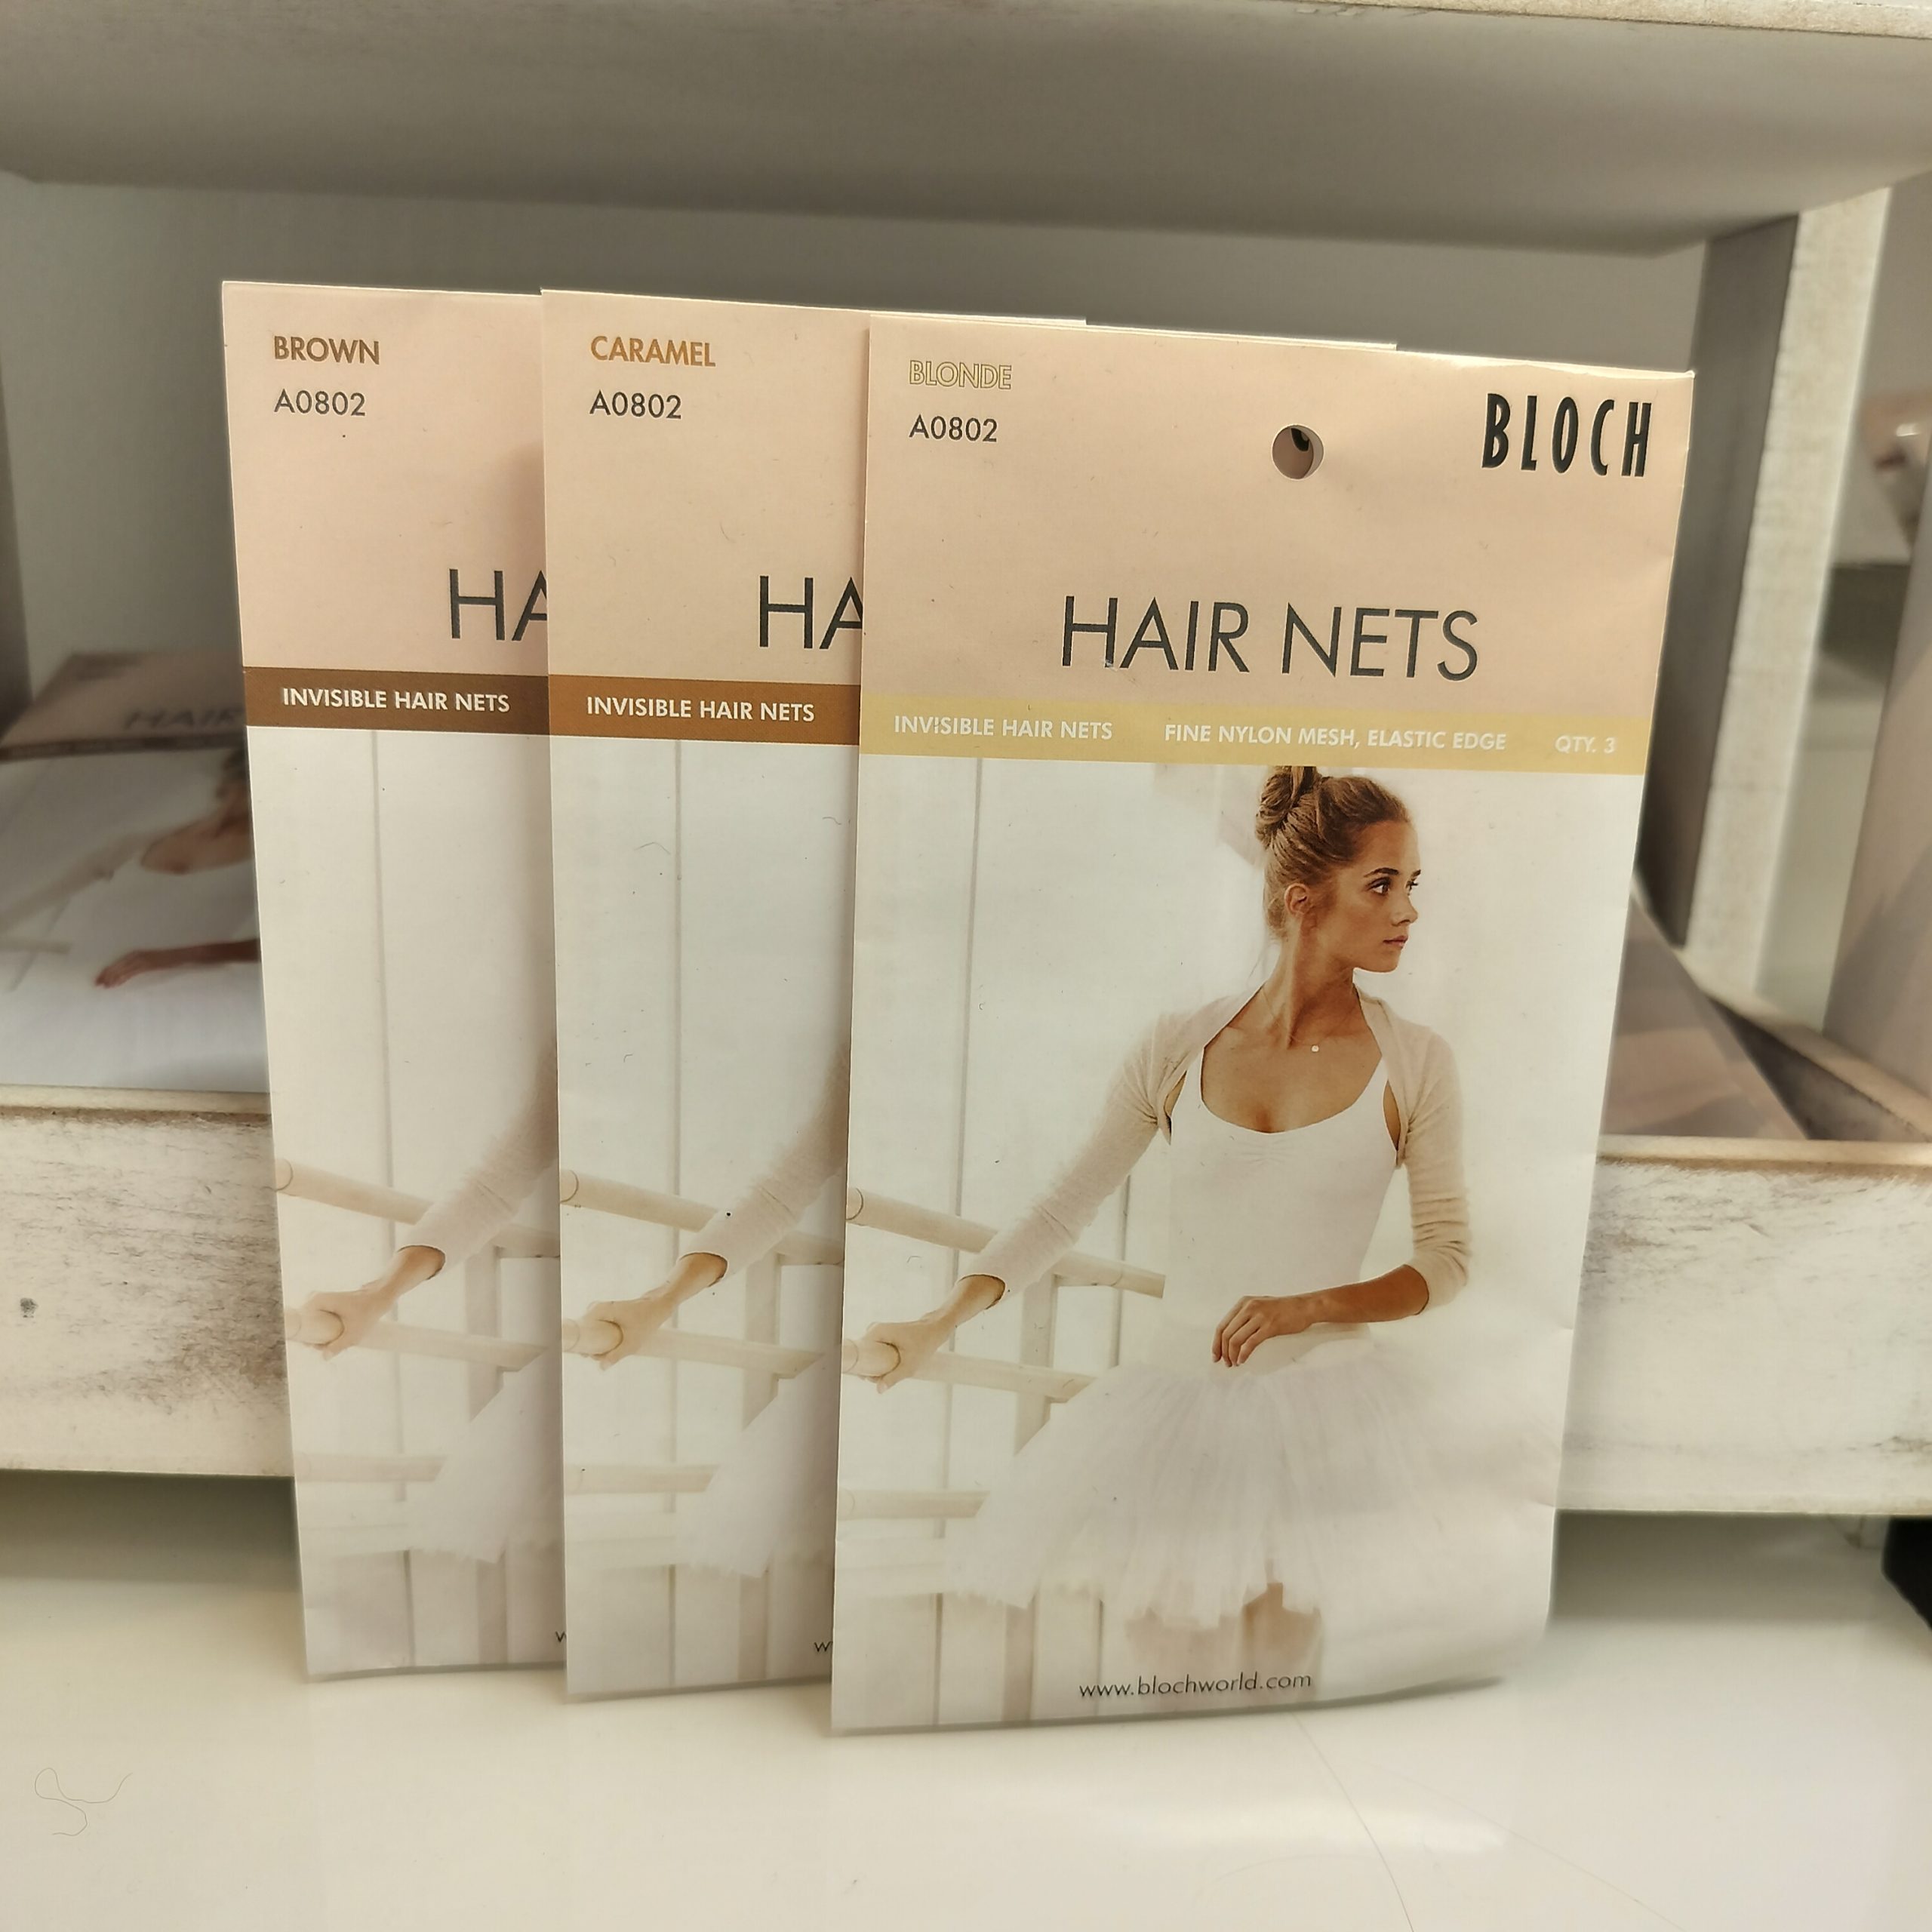 BROWN
A0802
HA
INVISIBLE HAIR NETS
w
CARAMEL
A0802
HA
INVISIBLE HAIR NETS
w
BLONDE
A0802
BLOCH
HAIR NETS
INVISIBLE HAIR NETS FINE NYLON MESH, ELASTIC EDGE QTY. 3
www.blochworld.com
HAIR